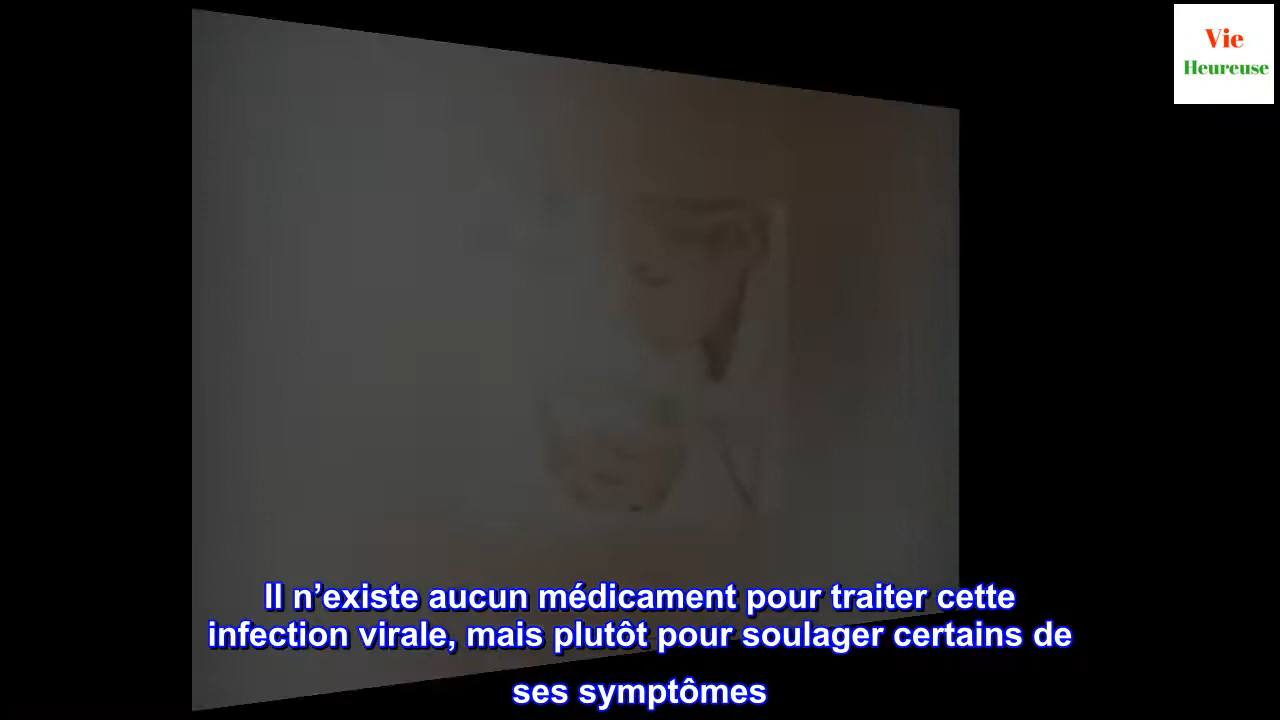 Vie
Heureuse
Il n’existe aucun médicament pour traiter cette
infection virale, mais plutôt pour soulager certains de
ses symptômes